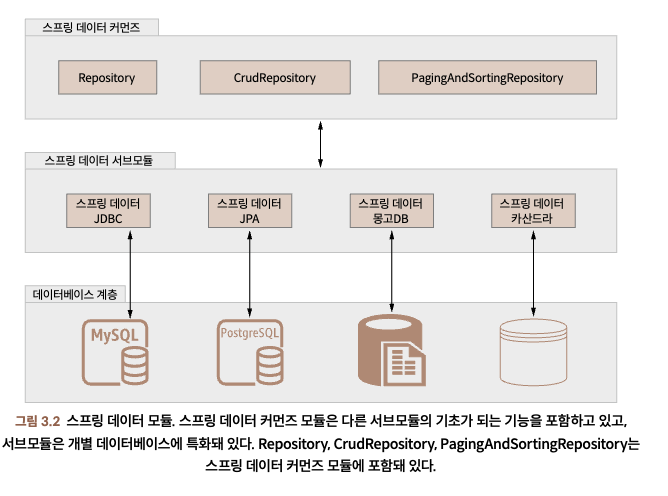 스프링 데이터 커먼즈
Repository
CrudRepository
PagingAndSortingRepository
스프링 데이터 서브모듈
스프링 데이터
JDBC
스프링 데이터
JPA
스프링 데이터
몽고DB
스프링 데이터
카산드라
데이터베이스 계층
MySQL
PostgreSQL
그림 3.2 스프링 데이터 모듈. 스프링 데이터 커먼즈 모듈은 다른 서브모듈의 기초가 되는 기능을 포함하고 있고,
서브모듈은 개별 데이터베이스에 특화돼 있다. Repository, CrudRepository, PagingAndSortingRepository는
스프링 데이터 커먼즈 모듈에 포함돼 있다.